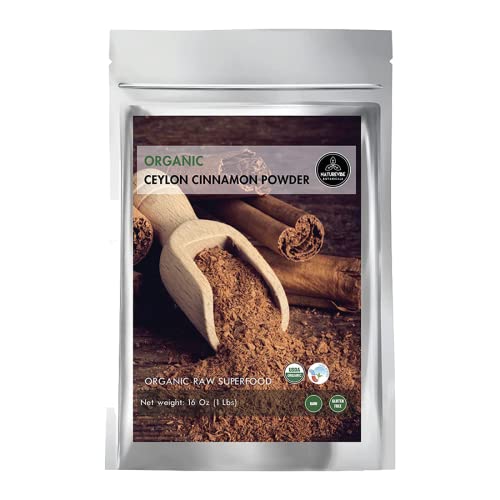 ORGANIC
CEYLON CINNAMON POWDER
NATUREVIBE
BOTANICALS
ORGANIC RAW SUPERFOOD
USDA
ORGANIC
Net weight: 16 Oz (1 Lbs)
RAW
GLUTEN
FREE